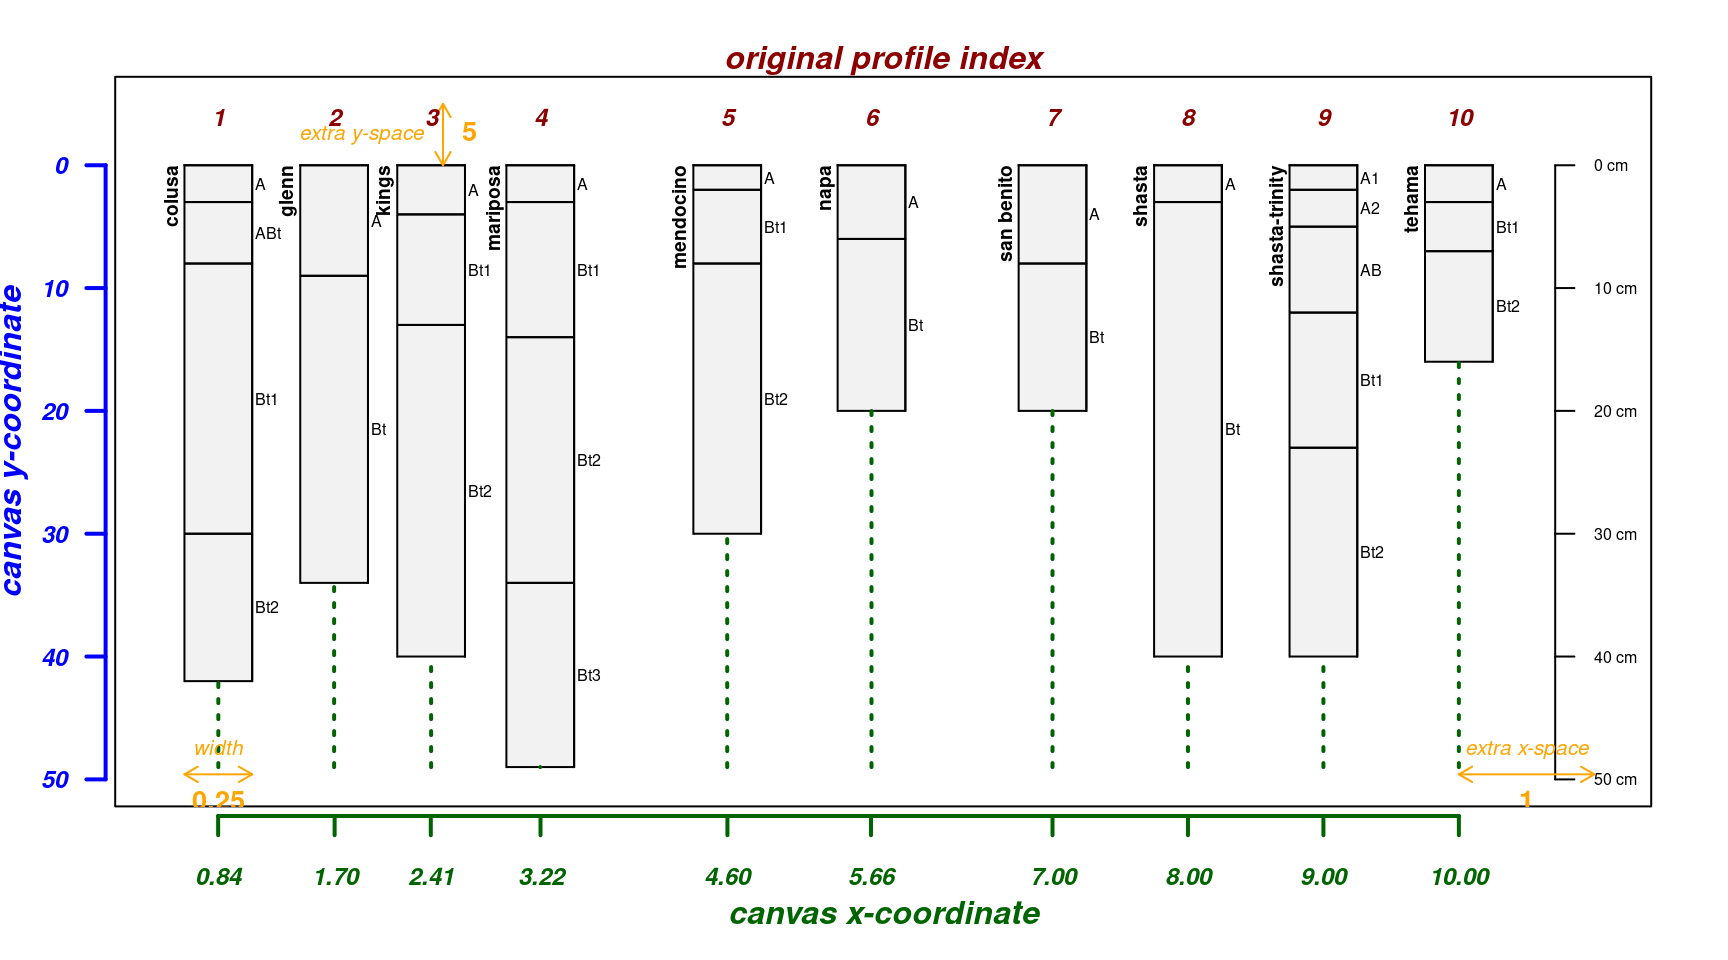 original profile index
1 2 3 4 5 6 7 8 9 10
extra y-space 5
canvas y-coordinate
0
10
20
30
40
50
colusa
A
ABt
Bt1
Bt2
glenn
A
Bt
kings
A
Bt1
Bt2
mariposa
A
Bt1
Bt2
Bt3
mendocino
A
Bt1
Bt2
napa
A
Bt
san benito
A
Bt
shasta
A
Bt
shasta-trinity
A1
A2
AB
Bt1
Bt2
tehama
A
Bt1
Bt2
0 cm
10 cm
20 cm
30 cm
40 cm
50 cm
width
0.25
extra x-space
1
0.84 1.70 2.41 3.22 4.60 5.66 7.00 8.00 9.00 10.00
canvas x-coordinate